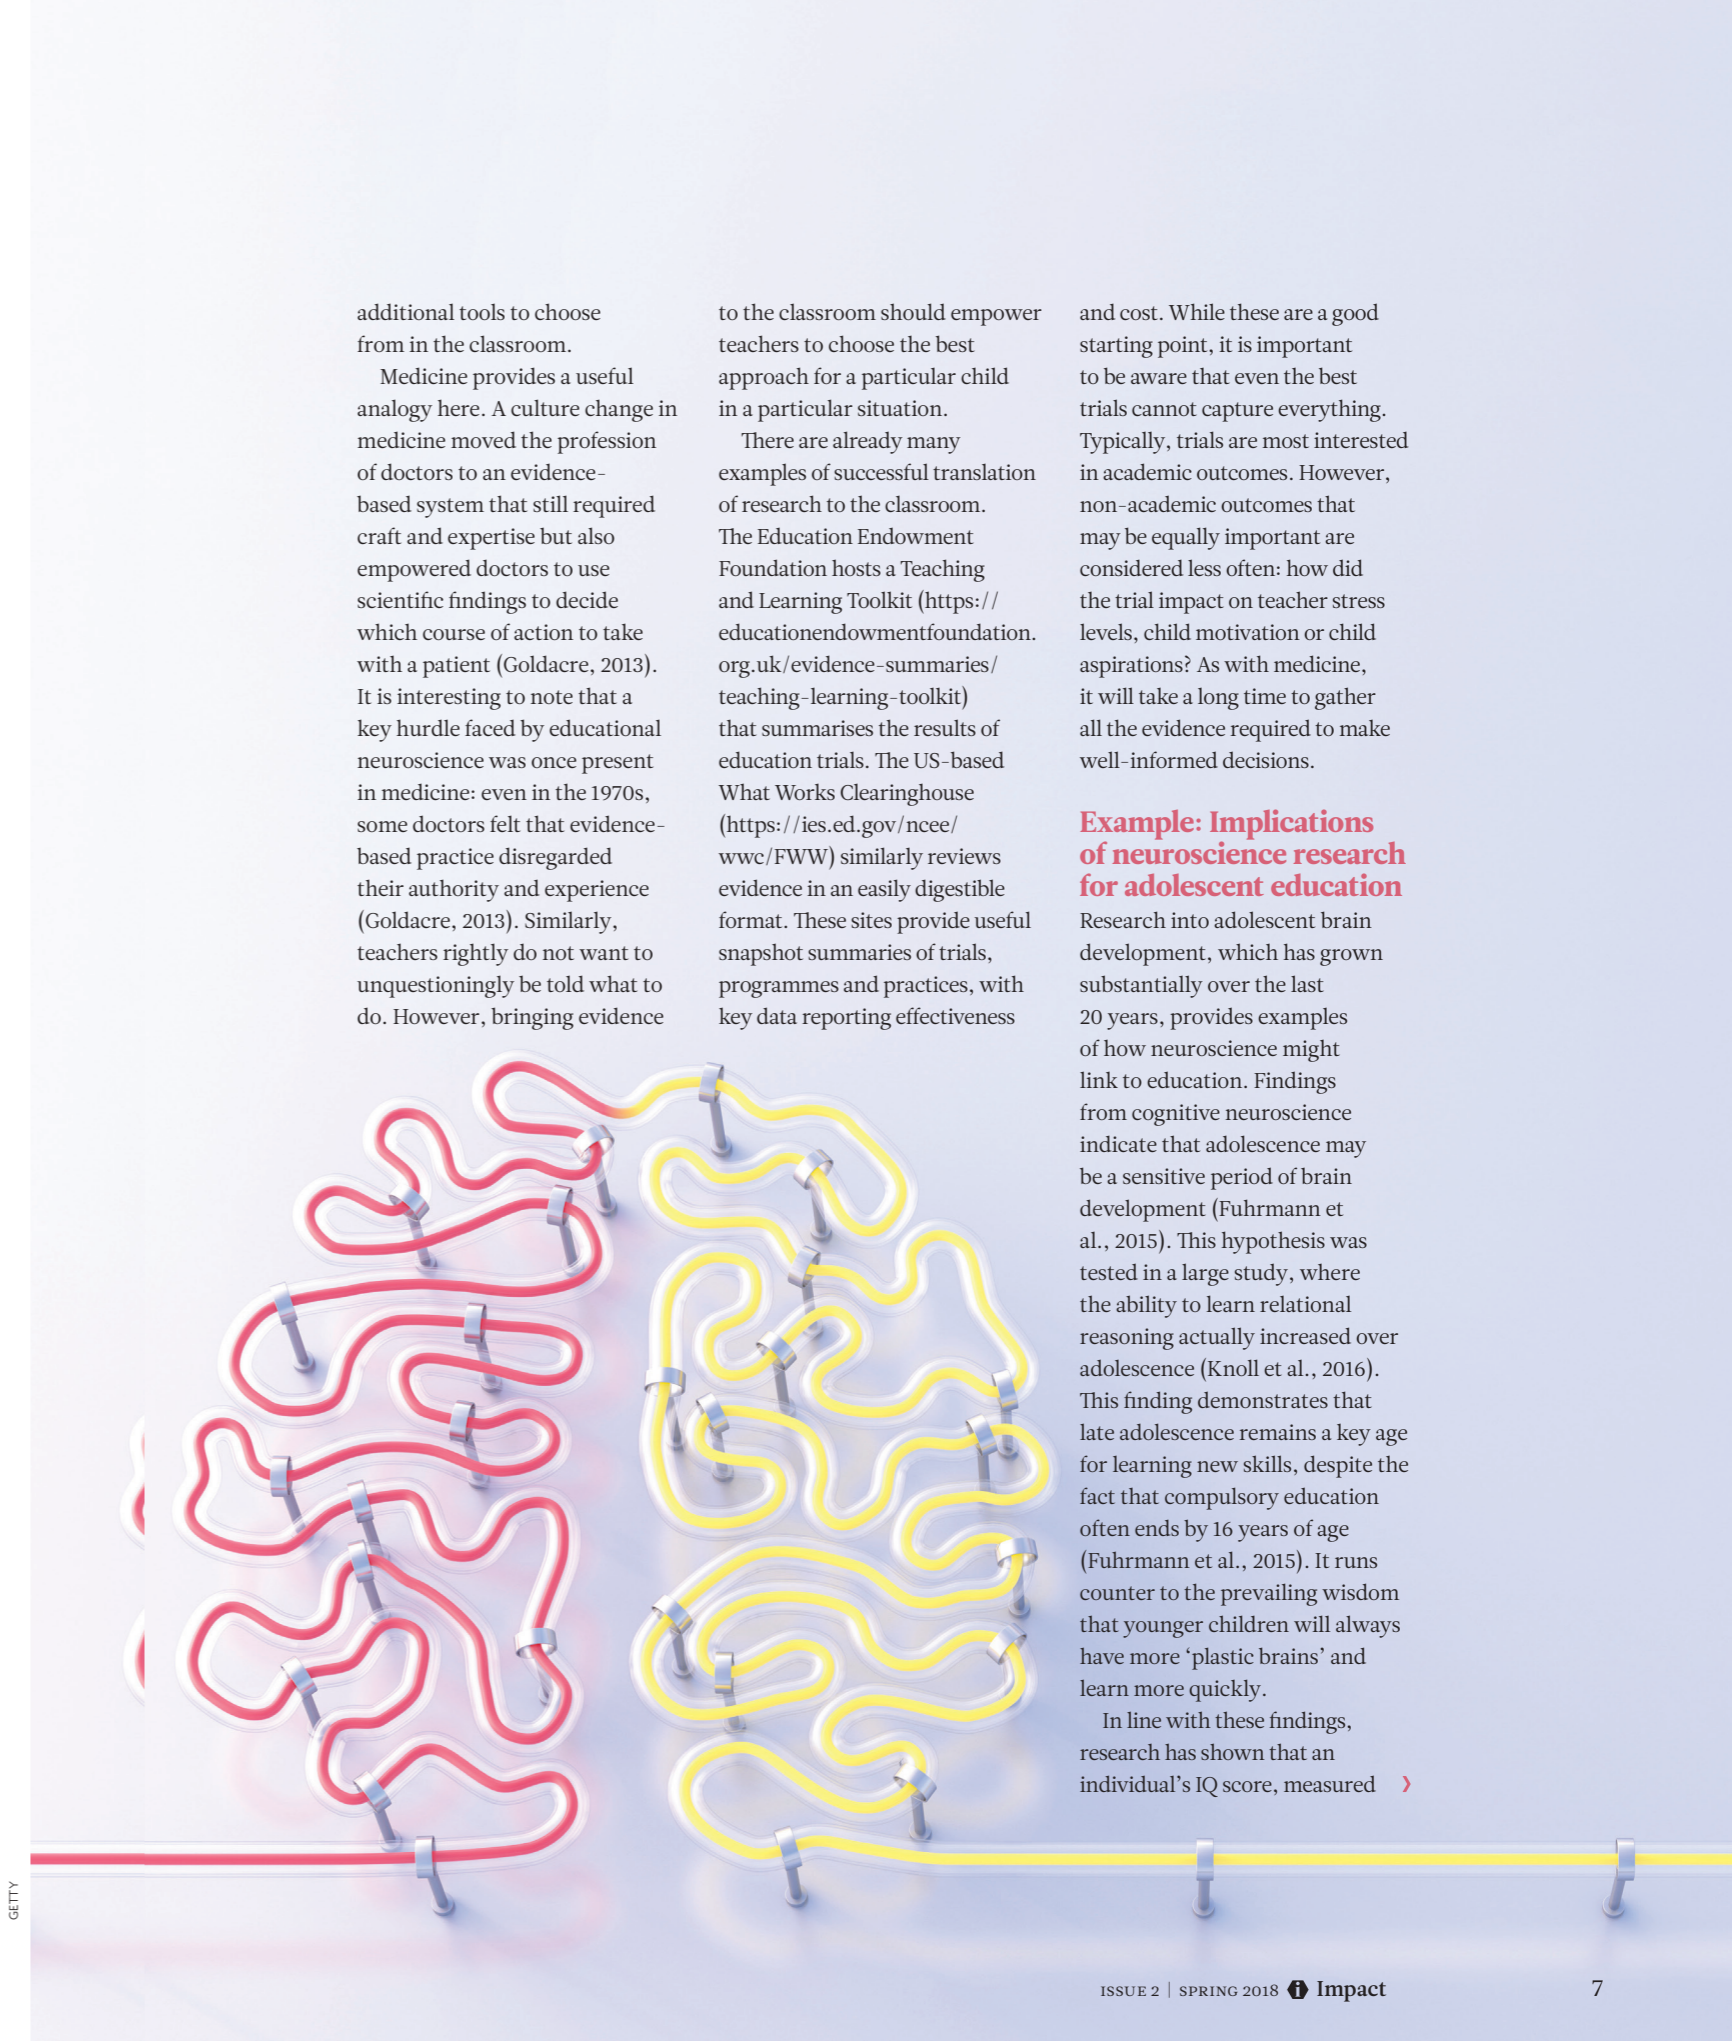 additional tools to choose
from in the classroom.
Medicine provides a useful
analogy here. A culture change in
medicine moved the profession
of doctors to an evidence-
based system that still required
craft and expertise but also
empowered doctors to use
scientific findings to decide
which course of action to take
with a patient (Goldacre, 2013).
It is interesting to note that a
key hurdle faced by educational
neuroscience was once present
in medicine: even in the 1970s,
some doctors felt that evidence-
based practice disregarded
their authority and experience
(Goldacre, 2013). Similarly,
teachers rightly do not want to
unquestioningly be told what to
do. However, bringing evidence
to the classroom should empower
teachers to choose the best
approach for a particular child
in a particular situation.
There are already many
examples of successful translation
of research to the classroom.
The Education Endowment
Foundation hosts a Teaching
and Learning Toolkit (https://
educationendowmentfoundation.
org.uk/evidence-summaries/
teaching-learning-toolkit)
that summarises the results of
education trials. The US-based
What Works Clearinghouse
(https://ies.ed.gov/ncee/
wwc/FWW) similarly reviews
evidence in an easily digestible
format. These sites provide useful
snapshot summaries of trials,
programmes and practices, with
key data reporting effectiveness
and cost. While these are a good
starting point, it is important
to be aware that even the best
trials cannot capture everything.
Typically, trials are most interested
in academic outcomes. However,
non-academic outcomes that
may be equally important are
considered less often: how did
the trial impact on teacher stress
levels, child motivation or child
aspirations? As with medicine,
it will take a long time to gather
all the evidence required to make
well-informed decisions.
Example: Implications
of neuroscience research
for adolescent education
Research into adolescent brain
development, which has grown
substantially over the last
20 years, provides examples
of how neuroscience might
link to education. Findings
from cognitive neuroscience
indicate that adolescence may
be a sensitive period of brain
development (Fuhrmann et
al., 2015). This hypothesis was
tested in a large study, where
the ability to learn relational
reasoning actually increased over
adolescence (Knoll et al., 2016).
This finding demonstrates that
late adolescence remains a key age
for learning new skills, despite the
fact that compulsory education
often ends by 16 years of age
(Fuhrmann et al., 2015). It runs
counter to the prevailing wisdom
that younger children will always
have more ‘plastic brains’ and
learn more quickly.
In line with these findings,
research has shown that an
individual’s IQ score, measured ❯
GETTY
ISSUE 2 | SPRING 2018 i Impact 7